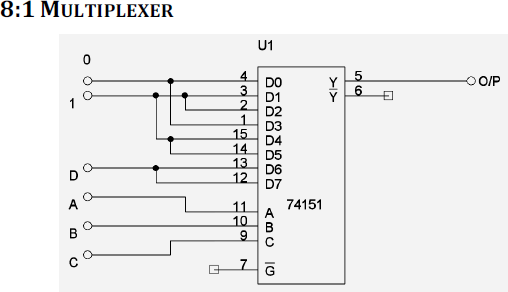 8:1 MULTIPLEXER
U1
0
4 D0 Y 5 O/P
1 3 D1 Y 6
2 D2
1 D3
15 D4
14 D5
D 13 D6
12 D7
A 11 A 74151
B 10 B
C 9 C
7 G